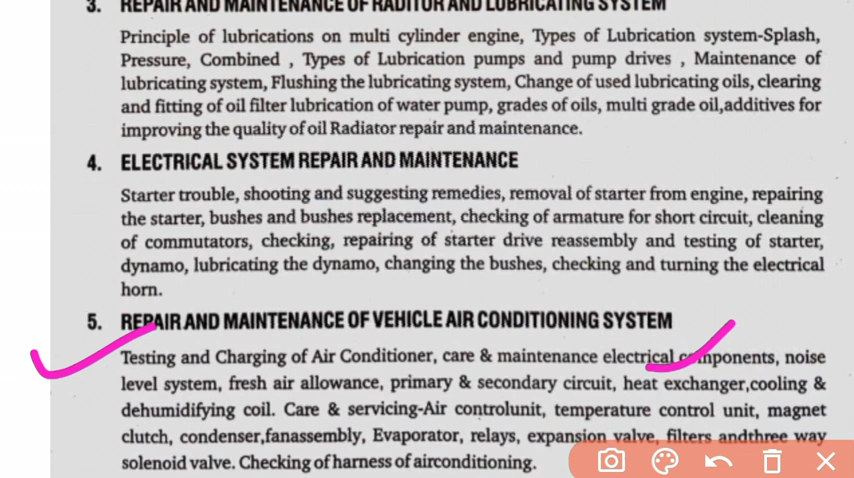 3. REPAIR AND MAINTENANCE OF RADITOR AND LUBRICATING SYSTEM
Principle of lubrications on multi cylinder engine, Types of Lubrication system-Splash,
Pressure, Combined , Types of Lubrication pumps and pump drives , Maintenance of
lubricating system, Flushing the lubricating system, Change of used lubricating oils, clearing
and fitting of oil filter lubrication of water pump, grades of oils, multi grade oil,additives for
improving the quality of oil Radiator repair and maintenance.
4. ELECTRICAL SYSTEM REPAIR AND MAINTENANCE
Starter trouble, shooting and suggesting remedies, removal of starter from engine, repairing
the starter, bushes and bushes replacement, checking of armature for short circuit, cleaning
of commutators, checking, repairing of starter drive reassembly and testing of starter,
dynamo, lubricating the dynamo, changing the bushes, checking and turning the electrical
horn.
5. REPAIR AND MAINTENANCE OF VEHICLE AIR CONDITIONING SYSTEM
Testing and Charging of Air Conditioner, care & maintenance electrical components, noise
level system, fresh air allowance, primary & secondary circuit, heat exchanger,cooling &
dehumidifying coil. Care & servicing-Air controlunit, temperature control unit, magnet
clutch, condenser,fanassembly, Evaporator, relays, expansion valve, filters andthree way
solenoid valve. Checking of harness of airconditioning.